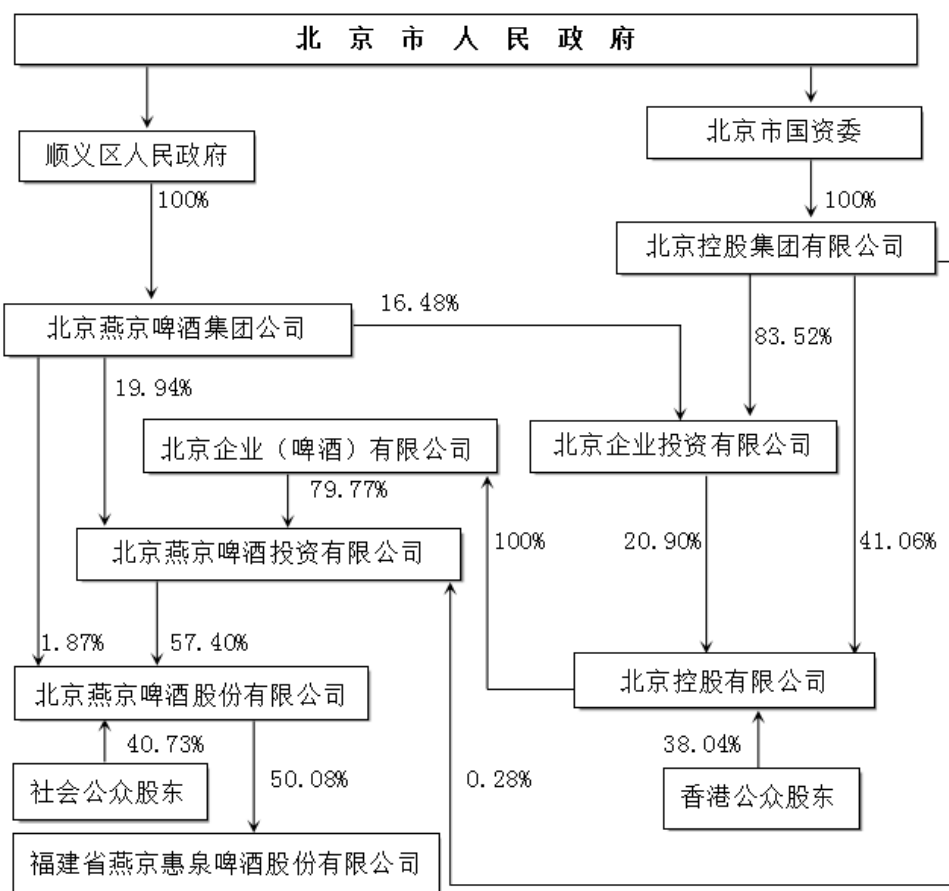 北京市人民政府
北京市国资委
顺义区人民政府
100%
100%
北京控股集团有限公司
16.48%
北京燕京啤酒集团公司
83.52%
19.94%
北京企业（啤酒）有限公司
北京企业投资有限公司
79.77%
北京燕京啤酒投资有限公司
100%
20.90%
41.06%
1.87%
57.40%
北京燕京啤酒股份有限公司
北京控股有限公司
40.73%
38.04%
社会公众股东
50.08%
0.28%
香港公众股东
福建省燕京惠泉啤酒股份有限公司